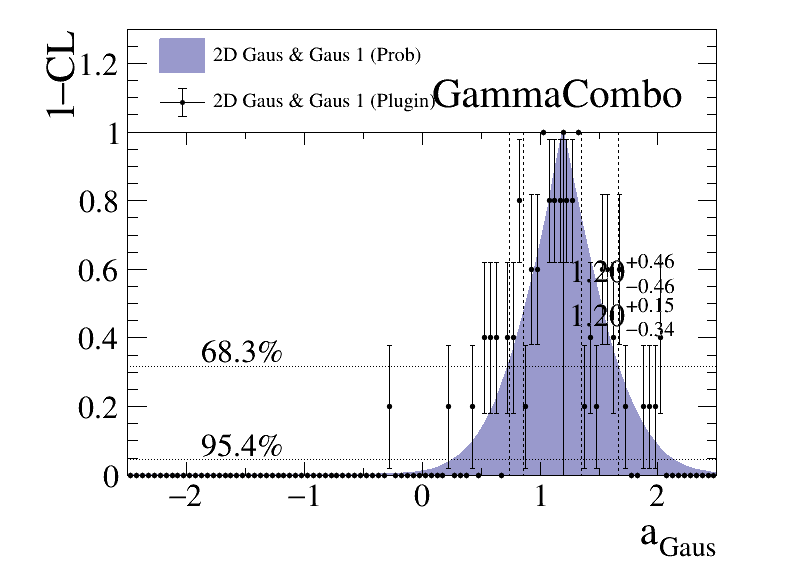 1–CL
1.2
1
0.8
0.6
0.4
0.2
0
2D Gaus & Gaus 1 (Prob)
2D Gaus & Gaus 1 (Plugin)
GammaCombo
1.20 +0.46 −0.46
1.20 +0.15 −0.34
68.3%
95.4%
−2 −1 0 1 2
a Gaus